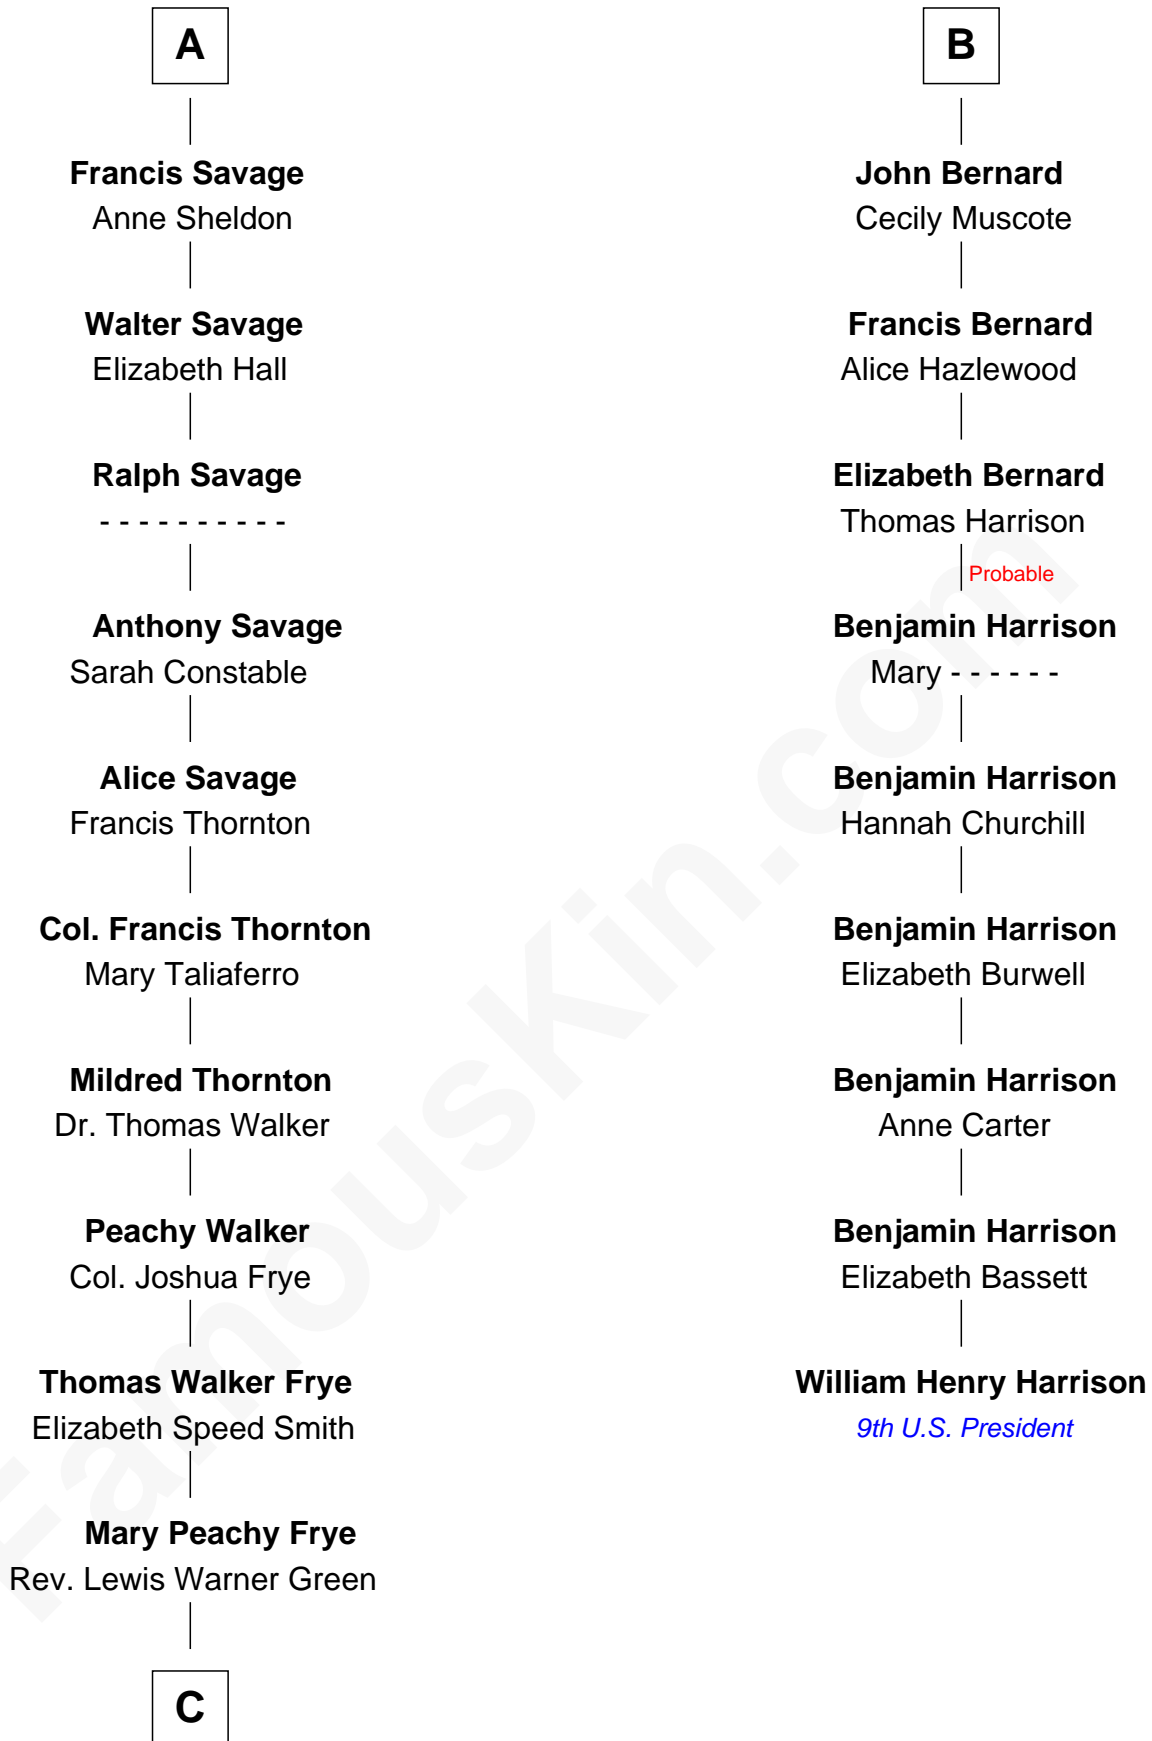 A
Francis Savage
Anne Sheldon
Walter Savage
Elizabeth Hall
Ralph Savage
- - - - - - - - - -
Anthony Savage
Sarah Constable
Alice Savage
Francis Thornton
Col. Francis Thornton
Mary Taliaferro
Mildred Thornton
Dr. Thomas Walker
Peachy Walker
Col. Joshua Frye
Thomas Walker Frye
Elizabeth Speed Smith
Mary Peachy Frye
Rev. Lewis Warner Green
C
B
John Bernard
Cecily Muscote
Francis Bernard
Alice Hazlewood
Elizabeth Bernard
Thomas Harrison
Probable
Benjamin Harrison
Mary - - - - - -
Benjamin Harrison
Hannah Churchill
Benjamin Harrison
Elizabeth Burwell
Benjamin Harrison
Anne Carter
Benjamin Harrison
Elizabeth Bassett
William Henry Harrison
9th U.S. President
FamousKin.com